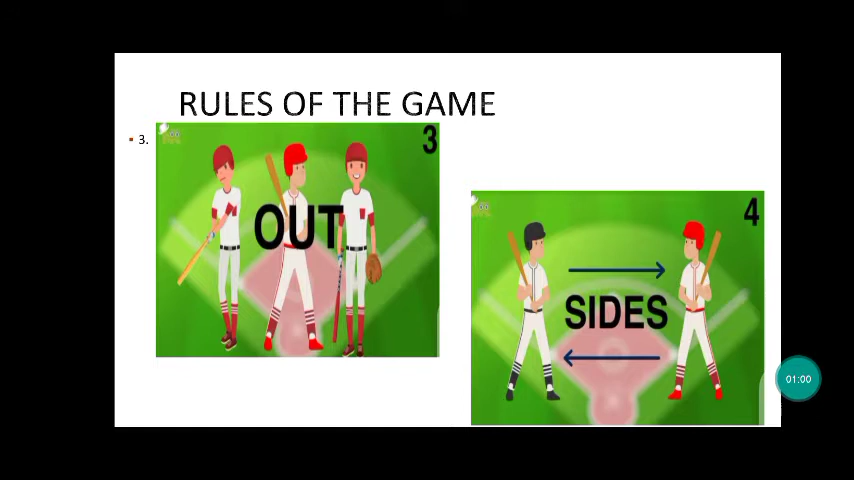 RULES OF THE GAME
3.
3
OUT
4
SIDES
01:00